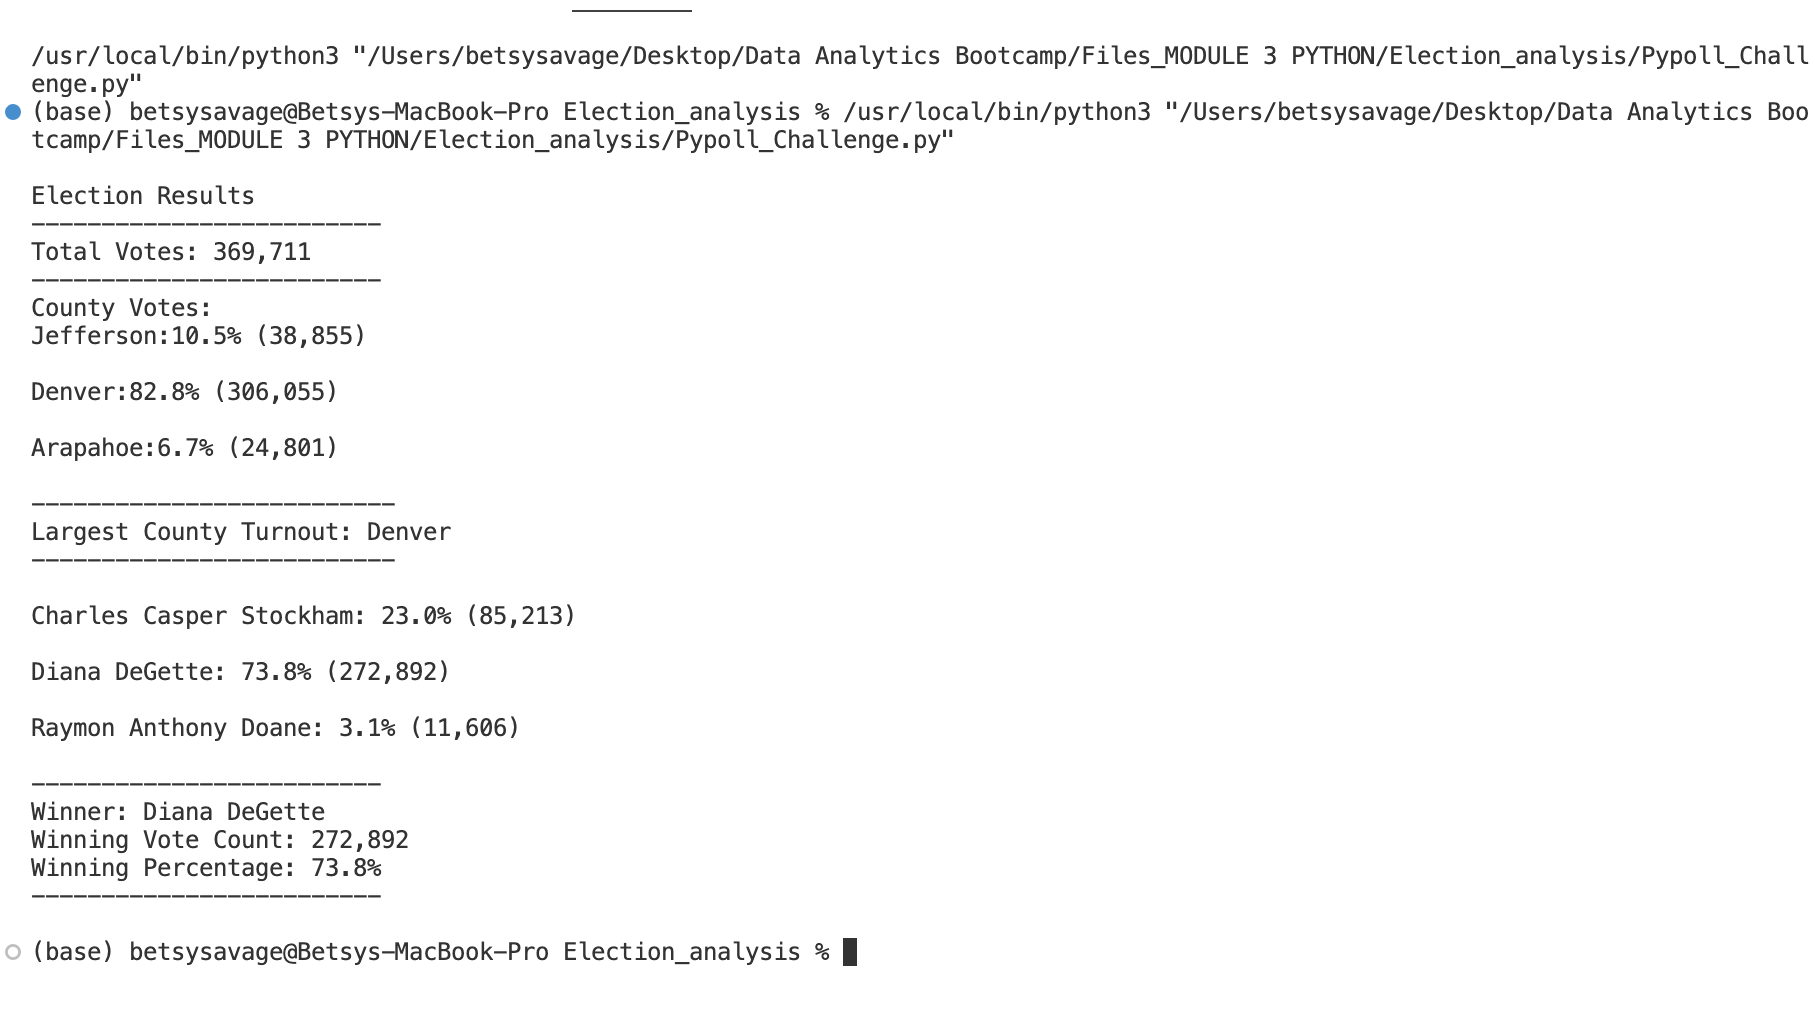 /usr/local/bin/python3 "/Users/betsysavage/Desktop/Data Analytics Bootcamp/Files_MODULE 3 PYTHON/Election_analysis/Pypoll_Chall
enge.py"
(base) betsysavage@Betsys-MacBook-Pro Election_analysis % /usr/local/bin/python3 "/Users/betsysavage/Desktop/Data Analytics Boo
tcamp/Files_MODULE 3 PYTHON/Election_analysis/Pypoll_Challenge.py"
Election Results
-------------------------
Total Votes: 369,711
-------------------------
County Votes:
Jefferson:10.5% (38,855)
Denver:82.8% (306,055)
Arapahoe:6.7% (24,801)
--------------------------
Largest County Turnout: Denver
--------------------------
Charles Casper Stockham: 23.0% (85,213)
Diana DeGette: 73.8% (272,892)
Raymon Anthony Doane: 3.1% (11,606)
-------------------------
Winner: Diana DeGette
Winning Vote Count: 272,892
Winning Percentage: 73.8%
-------------------------
(base) betsysavage@Betsys-MacBook-Pro Election_analysis %